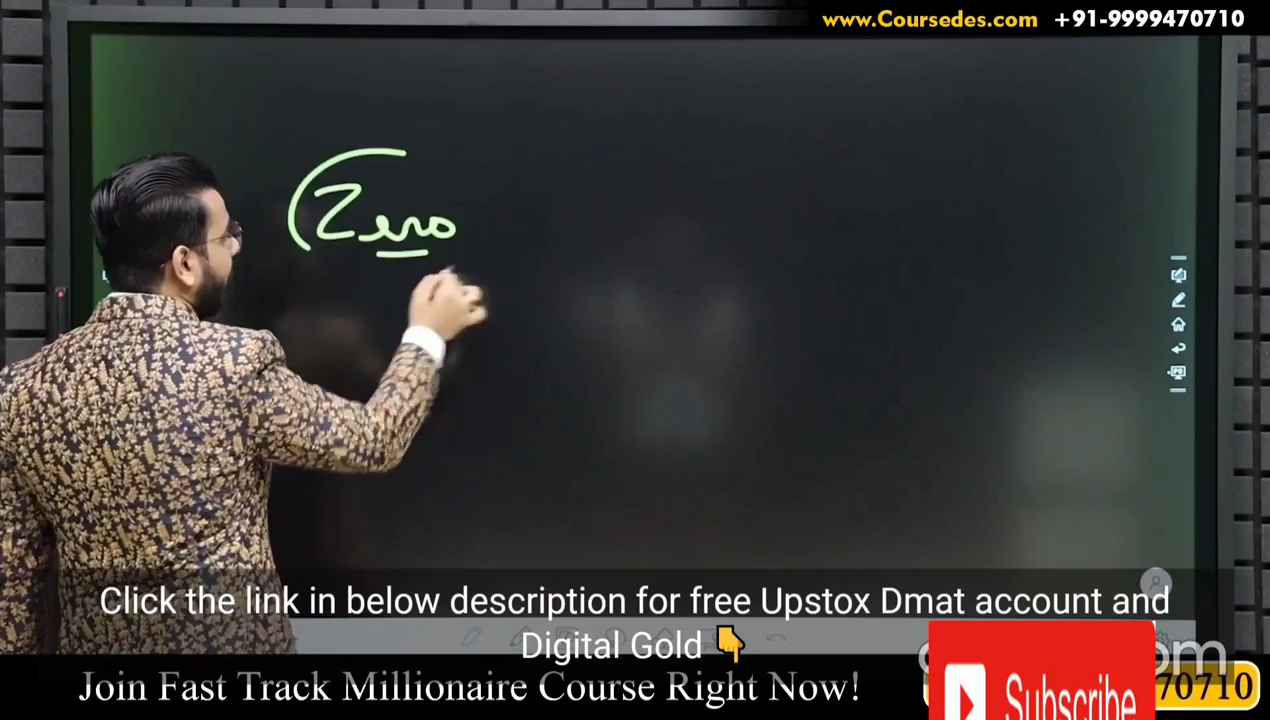 www.Coursedes.com +91-9999470710
Zero
Click the link in below description for free Upstox Dmat account and
Digital Gold 👇
om
Join Fast Track Millionaire Course Right Now!
Subscribe
70710